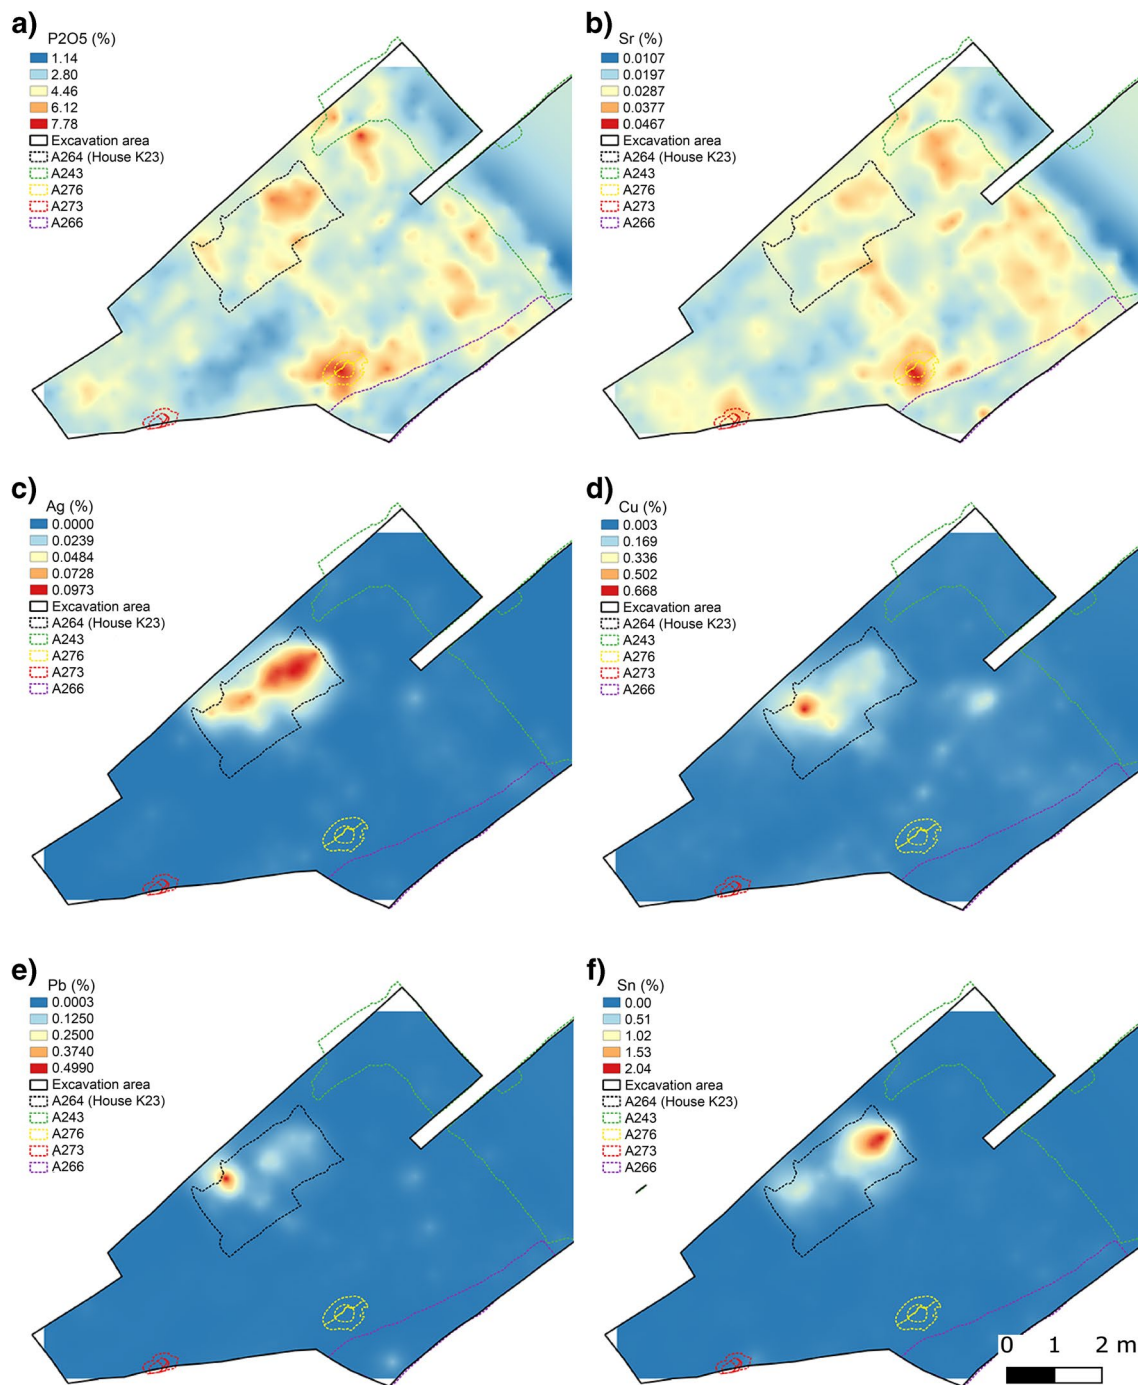 a)
P2O5 (%)
1.14
2.80
4.46
6.12
7.78
Excavation area
A264 (House K23)
A243
A276
A273
A266
b)
Sr (%)
0.0107
0.0197
0.0287
0.0377
0.0467
Excavation area
A264 (House K23)
A243
A276
A273
A266
c)
Ag (%)
0.0000
0.0239
0.0484
0.0728
0.0973
Excavation area
A264 (House K23)
A243
A276
A273
A266
d)
Cu (%)
0.003
0.169
0.336
0.502
0.668
Excavation area
A264 (House K23)
A243
A276
A273
A266
e)
Pb (%)
0.0003
0.1250
0.2500
0.3740
0.4990
Excavation area
A264 (House K23)
A243
A276
A273
A266
f)
Sn (%)
0.00
0.51
1.02
1.53
2.04
Excavation area
A264 (House K23)
A243
A276
A273
A266
0 1 2 m